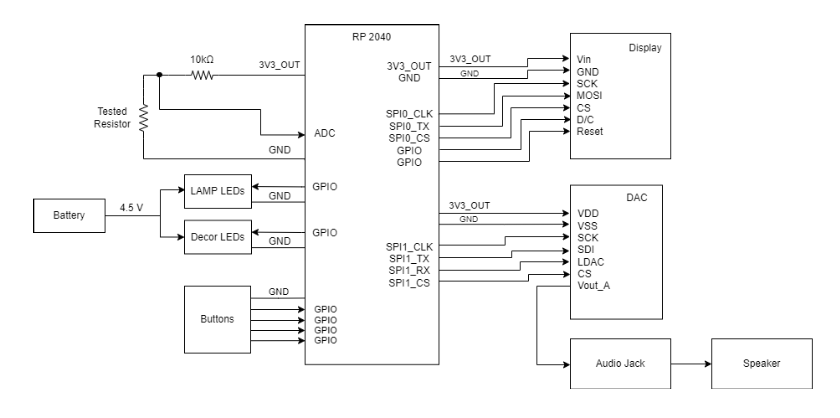 RP 2040
10kΩ
3V3_OUT
Tested
Resistor
ADC
GND
LAMP LEDs
GPIO
GND
Battery
4.5 V
Decor LEDs
GPIO
GND
Buttons
GND
GPIO
GPIO
GPIO
GPIO
3V3_OUT
GND
SPI0_CLK
SPI0_TX
SPI0_CS
GPIO
GPIO
3V3_OUT
GND
Display
Vin
GND
SCK
MOSI
CS
D/C
Reset
3V3_OUT
GND
SPI1_CLK
SPI1_TX
SPI1_RX
SPI1_CS
DAC
VDD
VSS
SCK
SDI
LDAC
CS
Vout_A
Audio Jack
Speaker